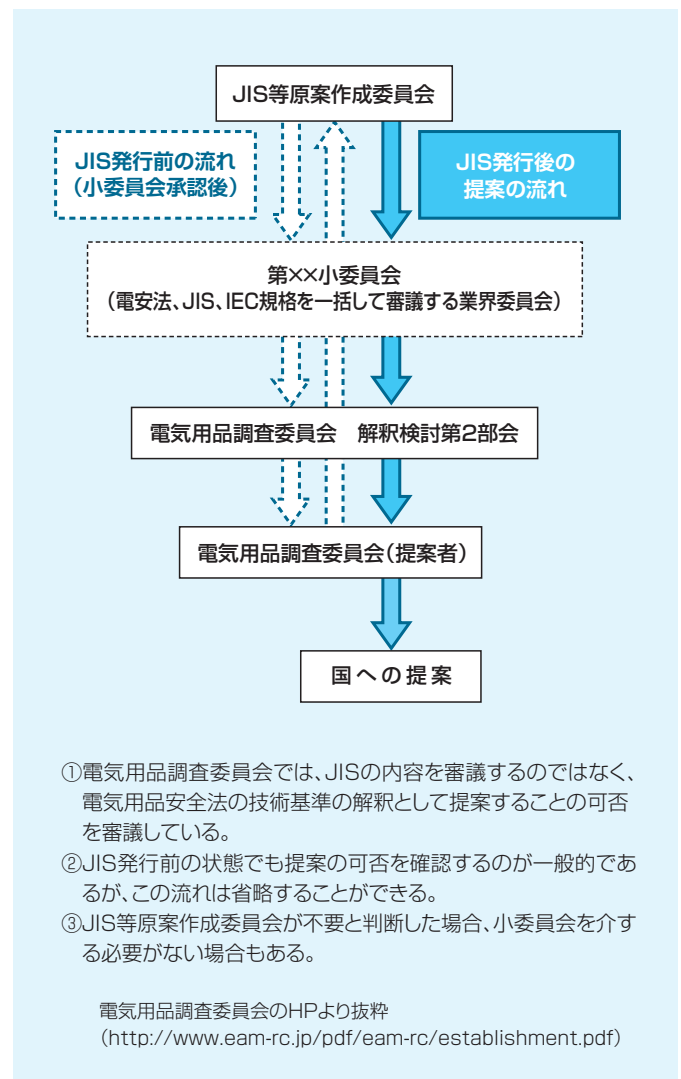 JIS等原案作成委員会
JIS発行前の流れ
（小委員会承認後）
JIS発行後の
提案の流れ
第××小委員会
（電安法、JIS、IEC規格を一括して審議する業界委員会）
電気用品調査委員会　解釈検討第2部会
電気用品調査委員会（提案者）
国への提案
①電気用品調査委員会では、JISの内容を審議するのではなく、
電気用品安全法の技術基準の解釈として提案することの可否
を審議している。
②JIS発行前の状態でも提案の可否を確認するのが一般的であ
るが、この流れは省略することができる。
③JIS等原案作成委員会が不要と判断した場合、小委員会を介す
る必要がない場合もある。
電気用品調査委員会のHPより抜粋
（http://www.eam-rc.jp/pdf/eam-rc/establishment.pdf）